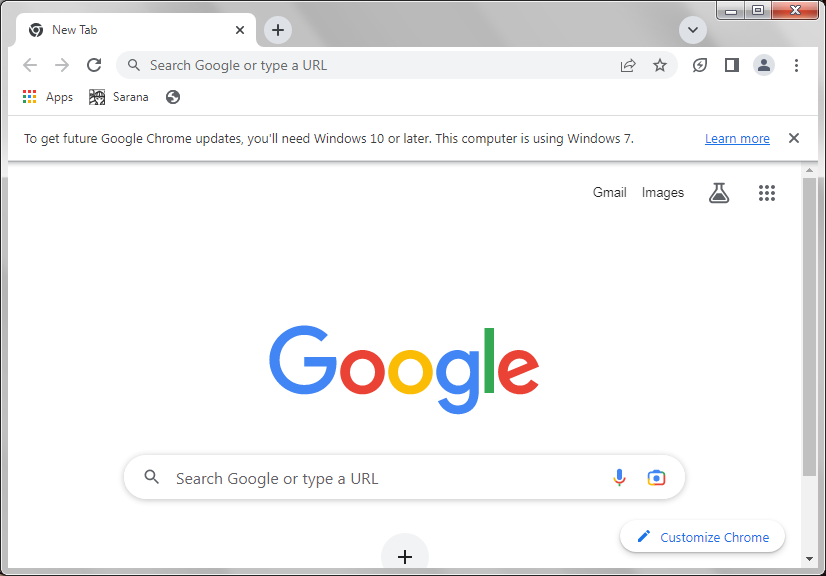 New Tab
Search Google or type a URL
Apps Sarana
To get future Google Chrome updates, you'll need Windows 10 or later. This computer is using Windows 7. Learn more
Gmail Images
Google
Search Google or type a URL
Customize Chrome